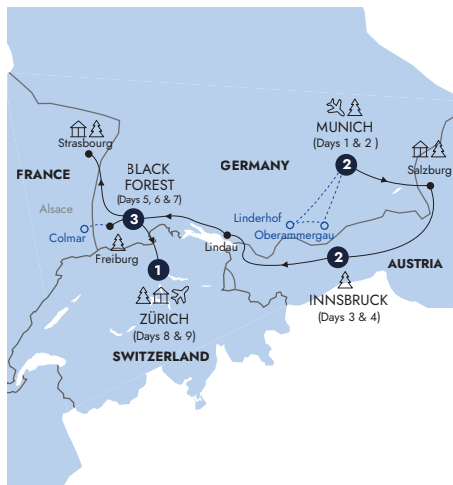 MUNICH
(Days 1 & 2 )
2
Strasbourg
GERMANY
Salzburg
FRANCE
BLACK
FOREST
(Days 5, 6 & 7)
Alsace
3
Linderhof
Oberammergau
Colmar
Lindau
Freiburg
2
AUSTRIA
1
INNSBRUCK
(Days 3 & 4)
ZÜRICH
(Days 8 & 9)
SWITZERLAND